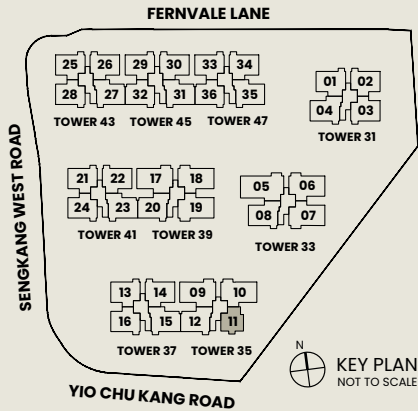 FERNVALE LANE
25 26 29 30 33 34
28 27 32 31 36 35
TOWER 43 TOWER 45 TOWER 47
01 02
04 03
TOWER 31
SENGKANG WEST ROAD
21 22 17 18
24 23 20 19
TOWER 41 TOWER 39
05 06
08 07
TOWER 33
13 14 09 10
16 15 12 11
TOWER 37 TOWER 35
N
KEY PLAN
NOT TO SCALE
YIO CHU KANG ROAD